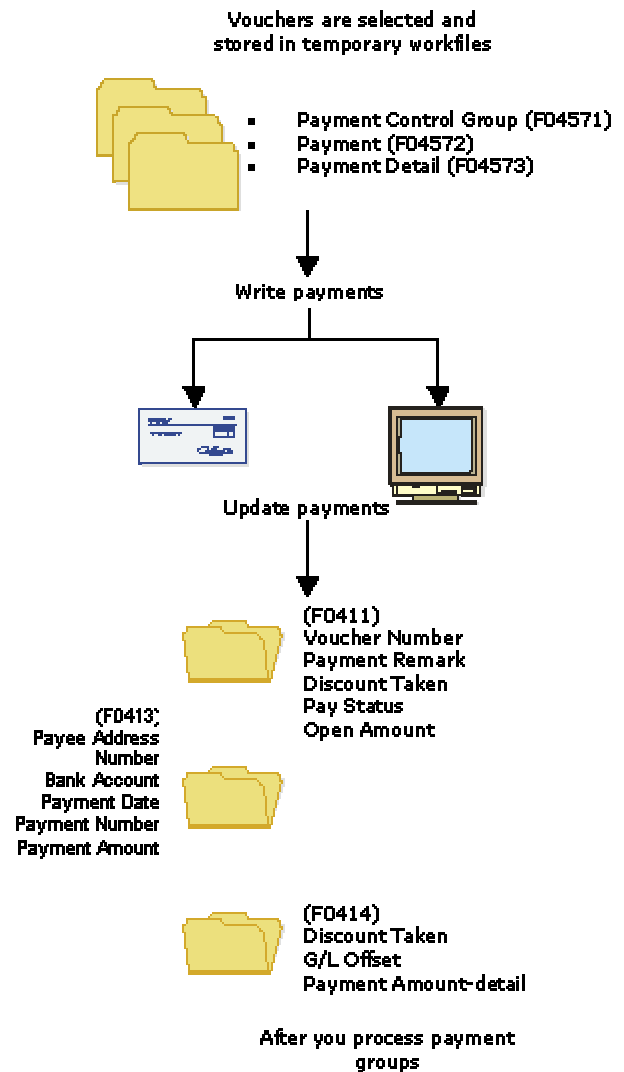 Vouchers are selected and
stored in temporary workfiles
▪ Payment Control Group (F04571)
▪ Payment (F04572)
▪ Payment Detail (F04573)
Write payments
Update payments
(F0411)
Voucher Number
Payment Remark
Discount Taken
Pay Status
Open Amount
(F0413)
Payee Address
Number
Bank Account
Payment Date
Payment Number
Payment Amount
(F0414)
Discount Taken
G/L Offset
Payment Amount-detail
After you process payment
groups